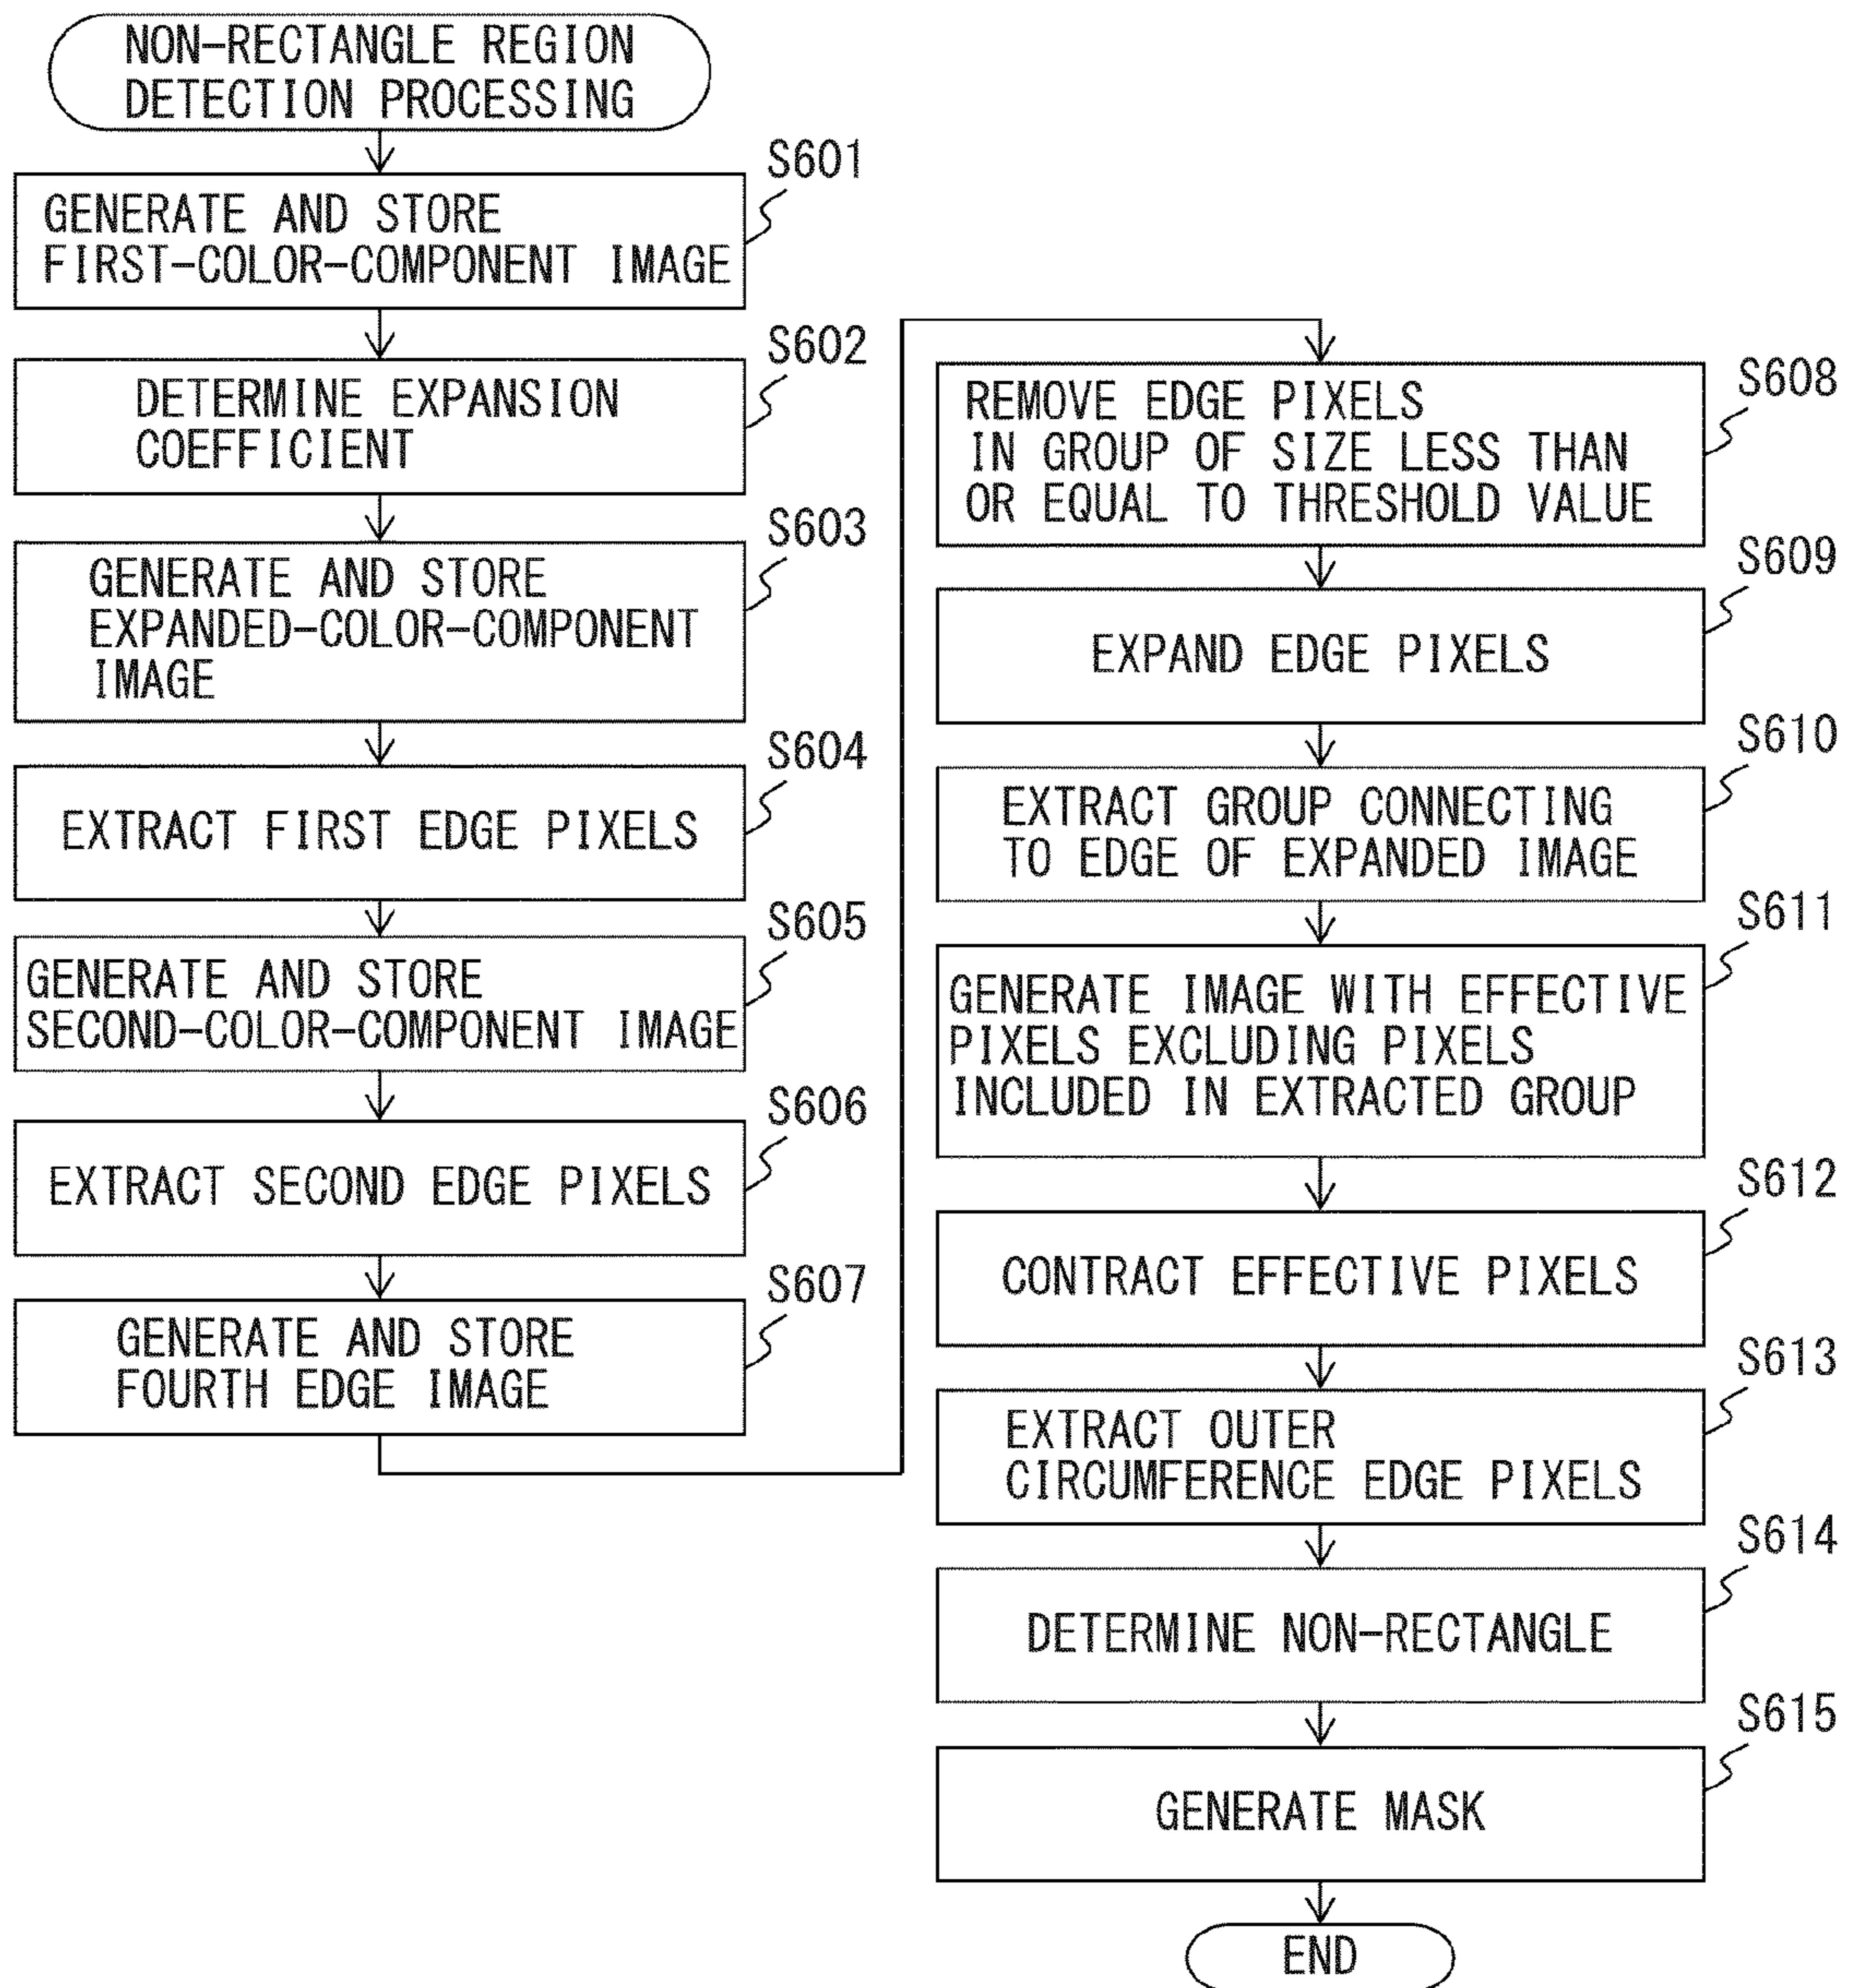 NON-RECTANGLE REGION
DETECTION PROCESSING
S601
GENERATE AND STORE
FIRST-COLOR-COMPONENT IMAGE
S602
DETERMINE EXPANSION
COEFFICIENT
S603
GENERATE AND STORE
EXPANDED-COLOR-COMPONENT
IMAGE
S604
EXTRACT FIRST EDGE PIXELS
S605
GENERATE AND STORE
SECOND-COLOR-COMPONENT IMAGE
S606
EXTRACT SECOND EDGE PIXELS
S607
GENERATE AND STORE
FOURTH EDGE IMAGE
S608
REMOVE EDGE PIXELS
IN GROUP OF SIZE LESS THAN
OR EQUAL TO THRESHOLD VALUE
S609
EXPAND EDGE PIXELS
S610
EXTRACT GROUP CONNECTING
TO EDGE OF EXPANDED IMAGE
S611
GENERATE IMAGE WITH EFFECTIVE
PIXELS EXCLUDING PIXELS
INCLUDED IN EXTRACTED GROUP
S612
CONTRACT EFFECTIVE PIXELS
S613
EXTRACT OUTER
CIRCUMFERENCE EDGE PIXELS
S614
DETERMINE NON-RECTANGLE
S615
GENERATE MASK
END